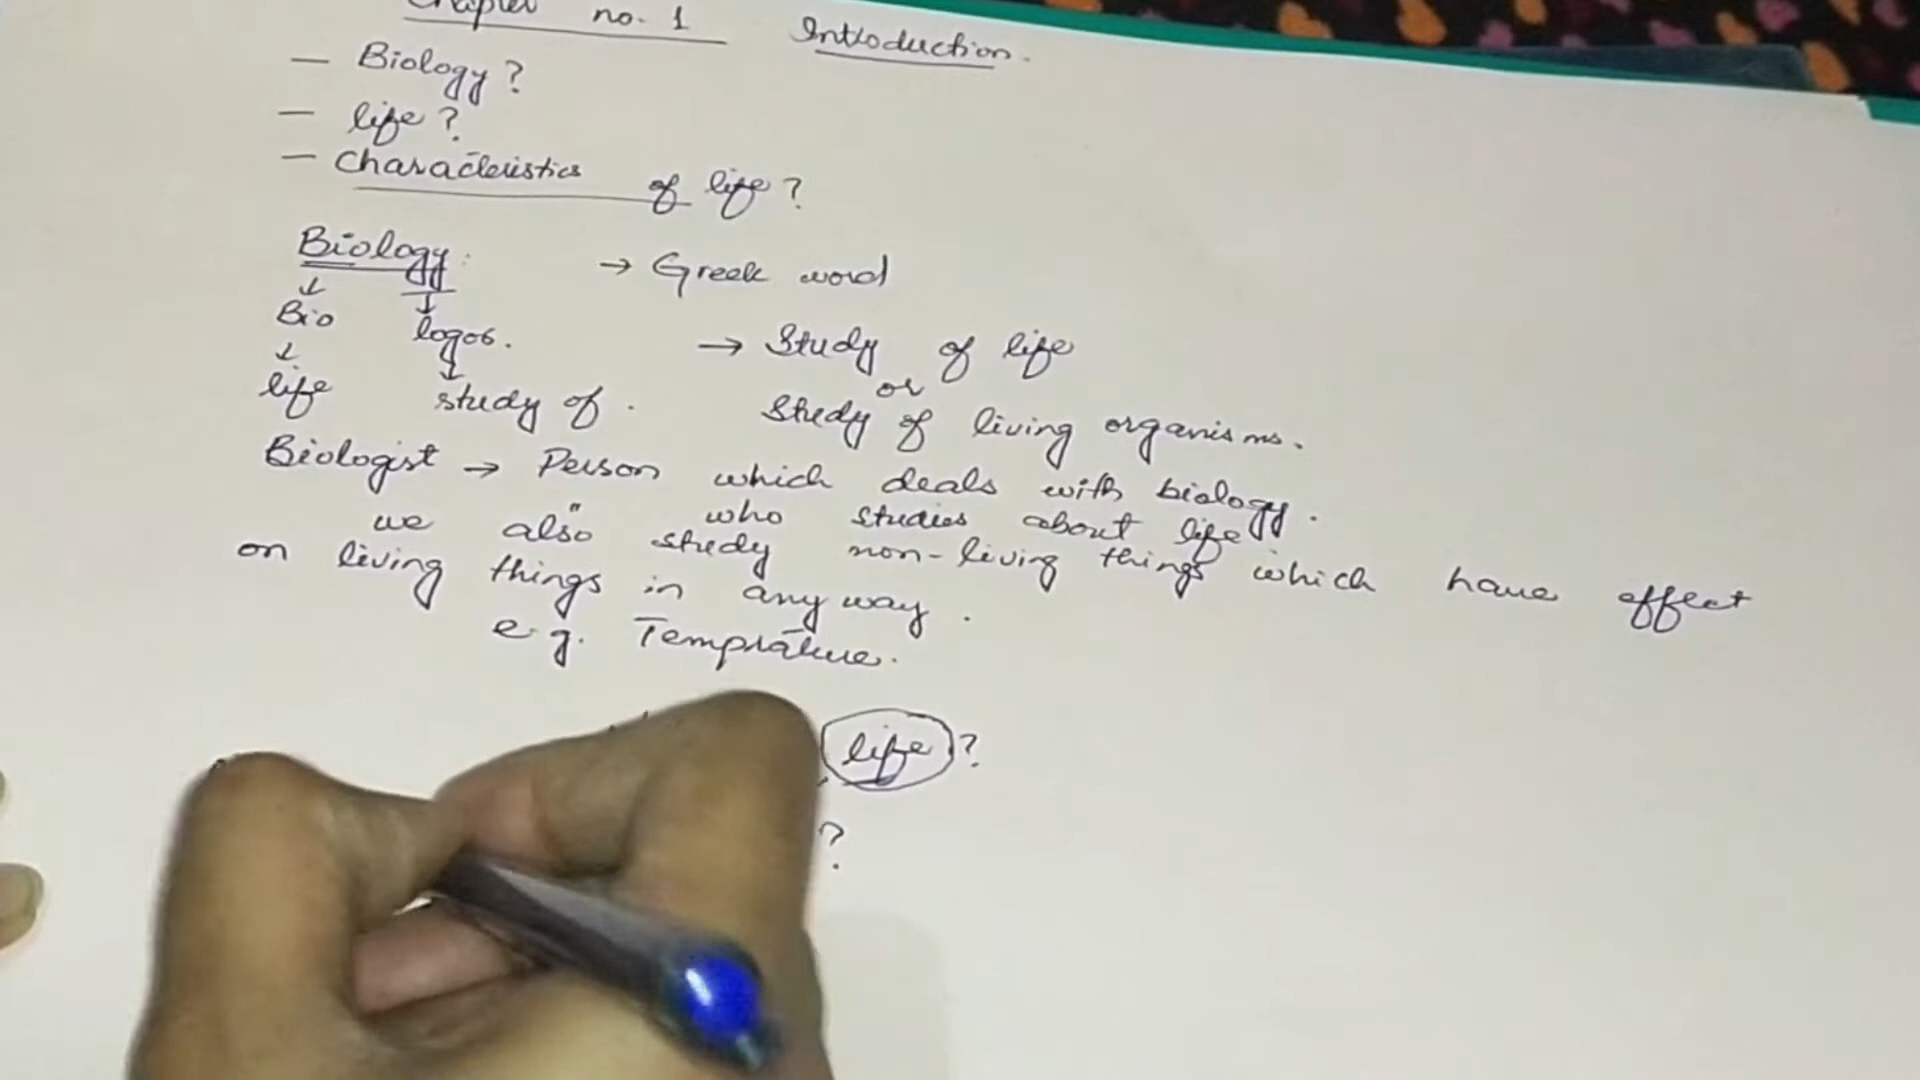 Chapter no. 1 Introduction.
— Biology?
— life?
— Characteristics of life?
Biology: → Greek word
Bio logos. → Study of life
or
life study of. Study of living organisms.
Biologist → Person which deals with biology.
" who studies about life
we also study non-living things which have effect
on living things in any way.
e.g. Temprature.
life?
?